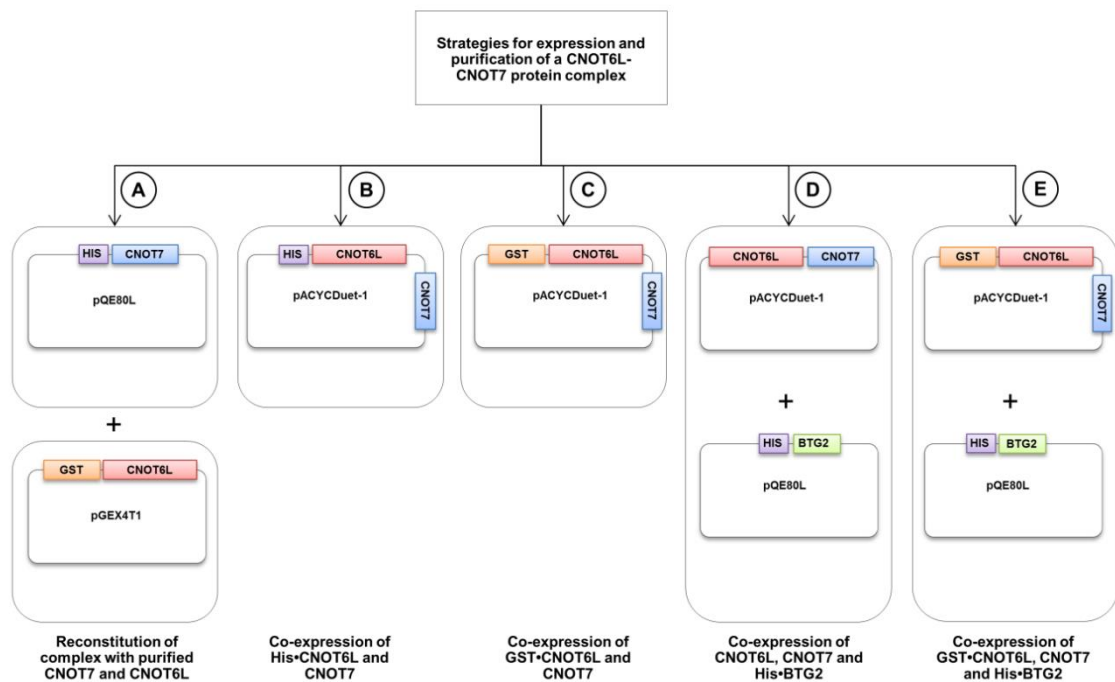 Strategies for expression and
purification of a CNOT6L-
CNOT7 protein complex
A
B
C
D
E
HIS CNOT7
pQE80L
+
GST CNOT6L
pGEX4T1
Reconstitution of
complex with purified
CNOT7 and CNOT6L
HIS CNOT6L
CNOT7
pACYCDuet-1
Co-expression of
His•CNOT6L and
CNOT7
GST CNOT6L
CNOT7
pACYCDuet-1
Co-expression of
GST•CNOT6L and
CNOT7
CNOT6L CNOT7
pACYCDuet-1
+
HIS BTG2
pQE80L
Co-expression of
CNOT6L, CNOT7 and
His•BTG2
GST CNOT6L
CNOT7
pACYCDuet-1
+
HIS BTG2
pQE80L
Co-expression of
GST•CNOT6L, CNOT7
and His•BTG2